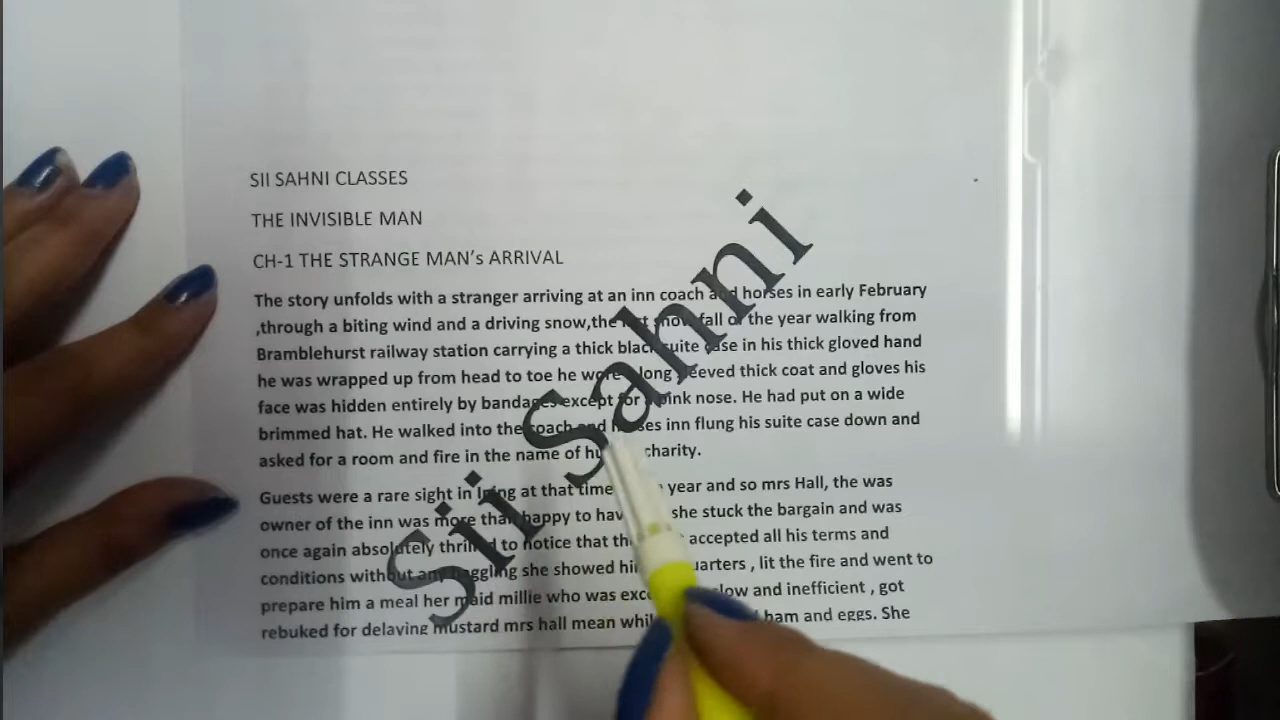 SII SAHNI CLASSES
THE INVISIBLE MAN
CH-1 THE STRANGE MAN's ARRIVAL
The story unfolds with a stranger arriving at an inn coach and horses in early February
,through a biting wind and a driving snow,the snow fall of the year walking from
Bramblehurst railway station carrying a thick black suite case in his thick gloved hand
he was wrapped up from head to toe he wore long sleeved thick coat and gloves his
face was hidden entirely by bandages except for pink nose. He had put on a wide
brimmed hat. He walked into the coach and horses inn flung his suite case down and
asked for a room and fire in the name of charity.
Guests were a rare sight in Iping at that time year and so mrs Hall, the was
owner of the inn was more than happy to she stuck the bargain and was
once again absolutely thrilled to notice that accepted all his terms and
conditions without any haggling she showed , lit the fire and went to
prepare him a meal her maid millie who was slow and inefficient , got
rebuked for delaying mustard mrs hall mean ham and eggs. She
Sii Sahni